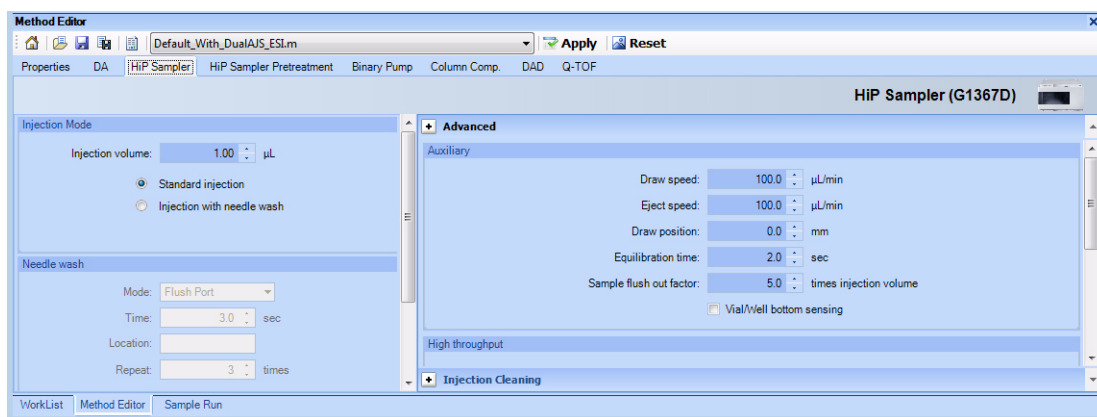 Method Editor
Default_With_DualAJS_ESI.m
Apply
Reset
Properties DA HiP Sampler HiP Sampler Pretreatment Binary Pump Column Comp. DAD Q-TOF
HiP Sampler (G1367D)
Injection Mode
Injection volume: 1.00 µL
Standard injection
Injection with needle wash
Needle wash
Mode: Flush Port
Time: 3.0 sec
Location:
Repeat: 3 times
Advanced
Auxiliary
Draw speed: 100.0 µL/min
Eject speed: 100.0 µL/min
Draw position: 0.0 mm
Equilibration time: 2.0 sec
Sample flush out factor: 5.0 times injection volume
Vial/Well bottom sensing
High throughput
Injection Cleaning
WorkList Method Editor Sample Run